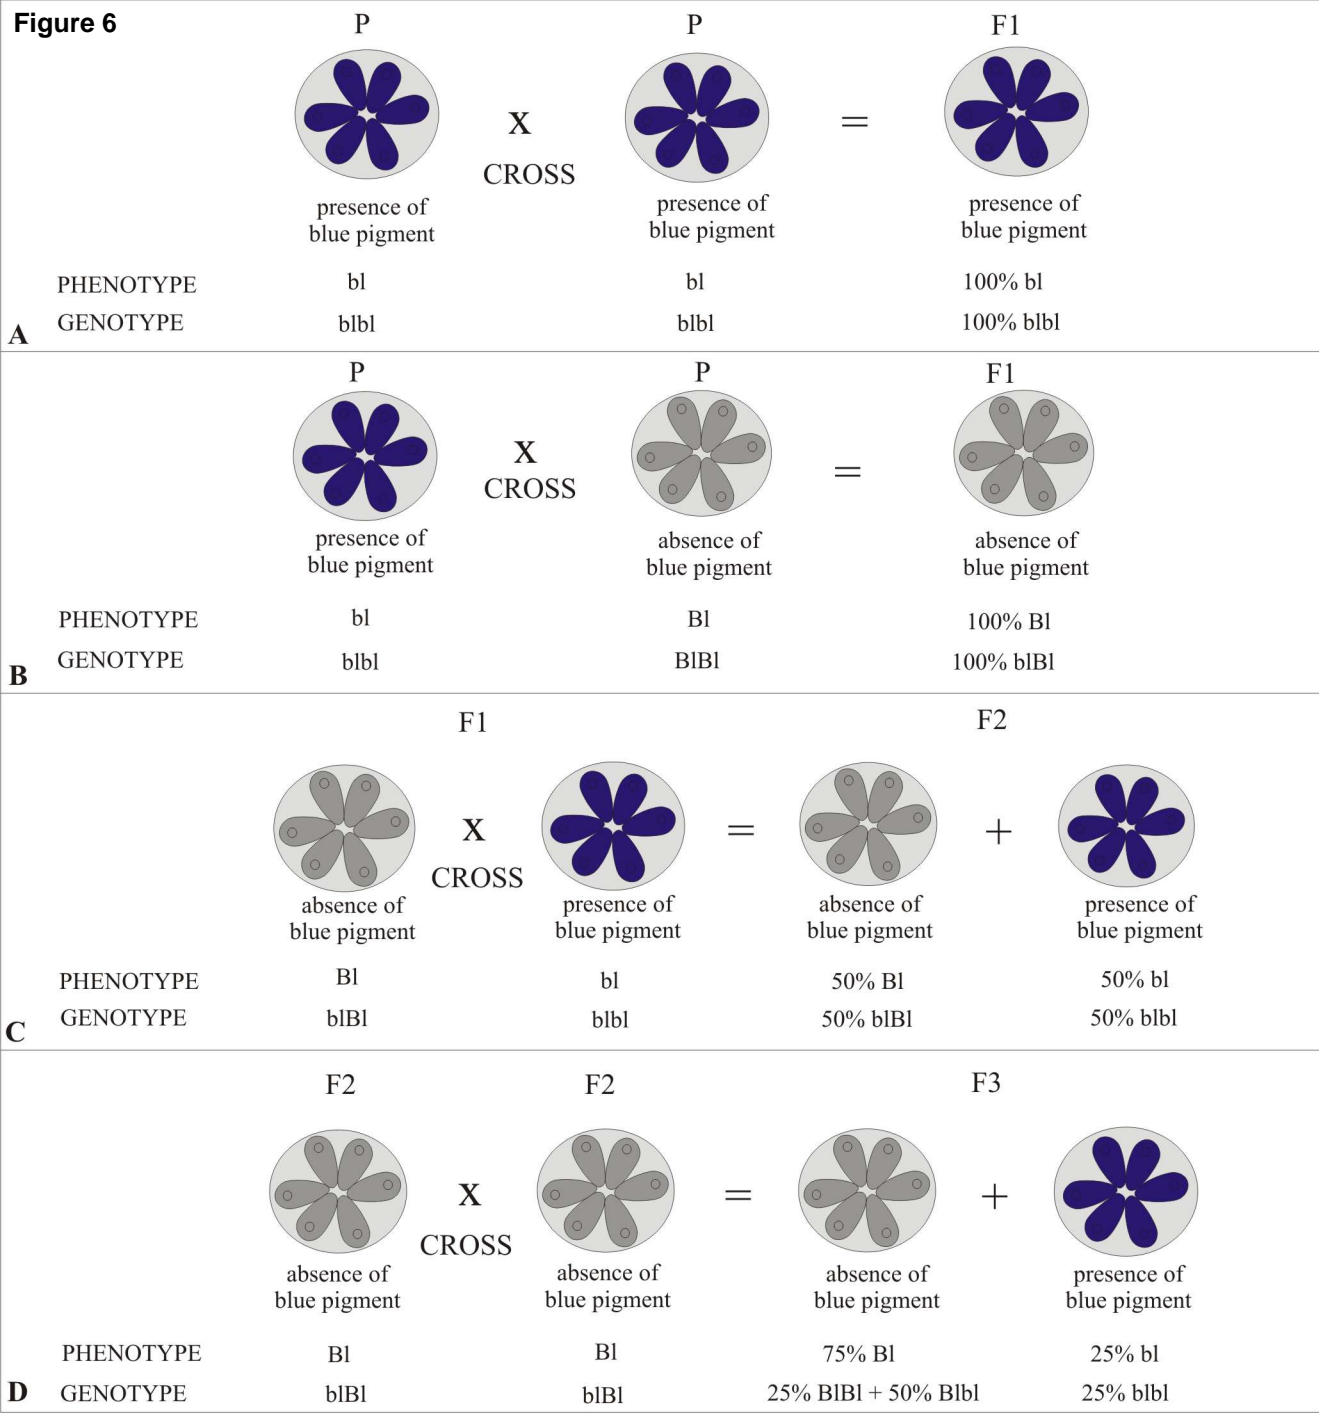 Figure 6
P P F1
X = 
CROSS
presence of presence of presence of
blue pigment blue pigment blue pigment
PHENOTYPE bl bl 100% bl
GENOTYPE blbl blbl 100% blbl
A
P P F1
X =
CROSS
presence of absence of absence of
blue pigment blue pigment blue pigment
PHENOTYPE bl Bl 100% Bl
GENOTYPE blbl BlBl 100% blBl
B
F1 F2
X = +
CROSS
absence of presence of absence of presence of
blue pigment blue pigment blue pigment blue pigment
PHENOTYPE Bl bl 50% Bl 50% bl
GENOTYPE blBl blbl 50% blBl 50% blbl
C
F2 F2 F3
X = +
CROSS
absence of absence of absence of presence of
blue pigment blue pigment blue pigment blue pigment
PHENOTYPE Bl Bl 75% Bl 25% bl
D GENOTYPE blBl blBl 25% BlBl + 50% Blbl 25% blbl